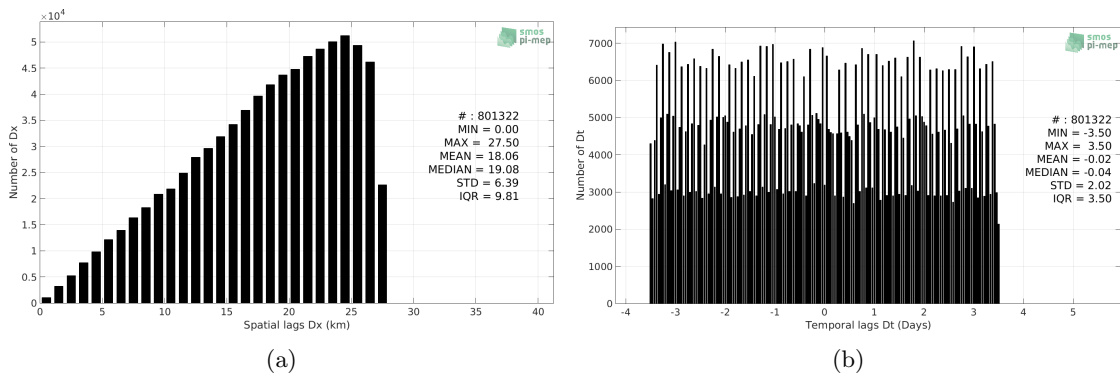 ×10⁴
5
4.5
4
3.5
3
2.5
2
1.5
1
0.5
0
Number of Dx
smos
pi-mep
# : 801322
MIN = 0.00
MAX = 27.50
MEAN = 18.06
MEDIAN = 19.08
STD = 6.39
IQR = 9.81
0 5 10 15 20 25 30 35 40
Spatial lags Dx (km)
(a)
7000
6000
5000
4000
3000
2000
1000
0
Number of Dt
smos
pi-mep
# : 801322
MIN = -3.50
MAX = 3.50
MEAN = -0.02
MEDIAN = -0.04
STD = 2.02
IQR = 3.50
-4 -3 -2 -1 0 1 2 3 4 5
Temporal lags Dt (Days)
(b)